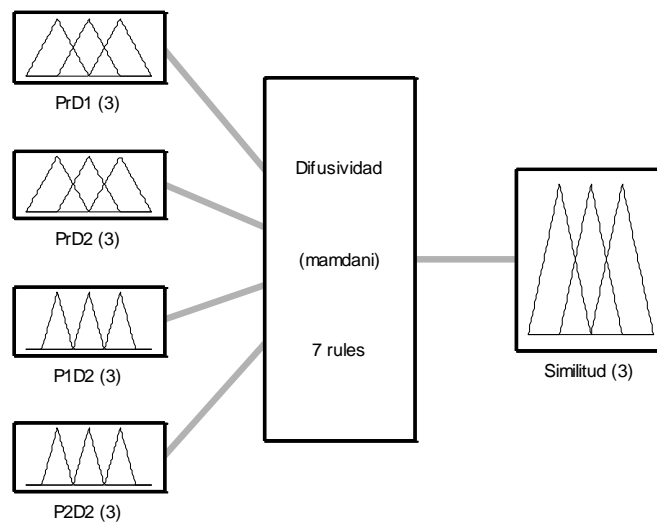 PrD1 (3)
PrD2 (3)
P1D2 (3)
P2D2 (3)
Difusividad
(mamdani)
7 rules
Similitud (3)